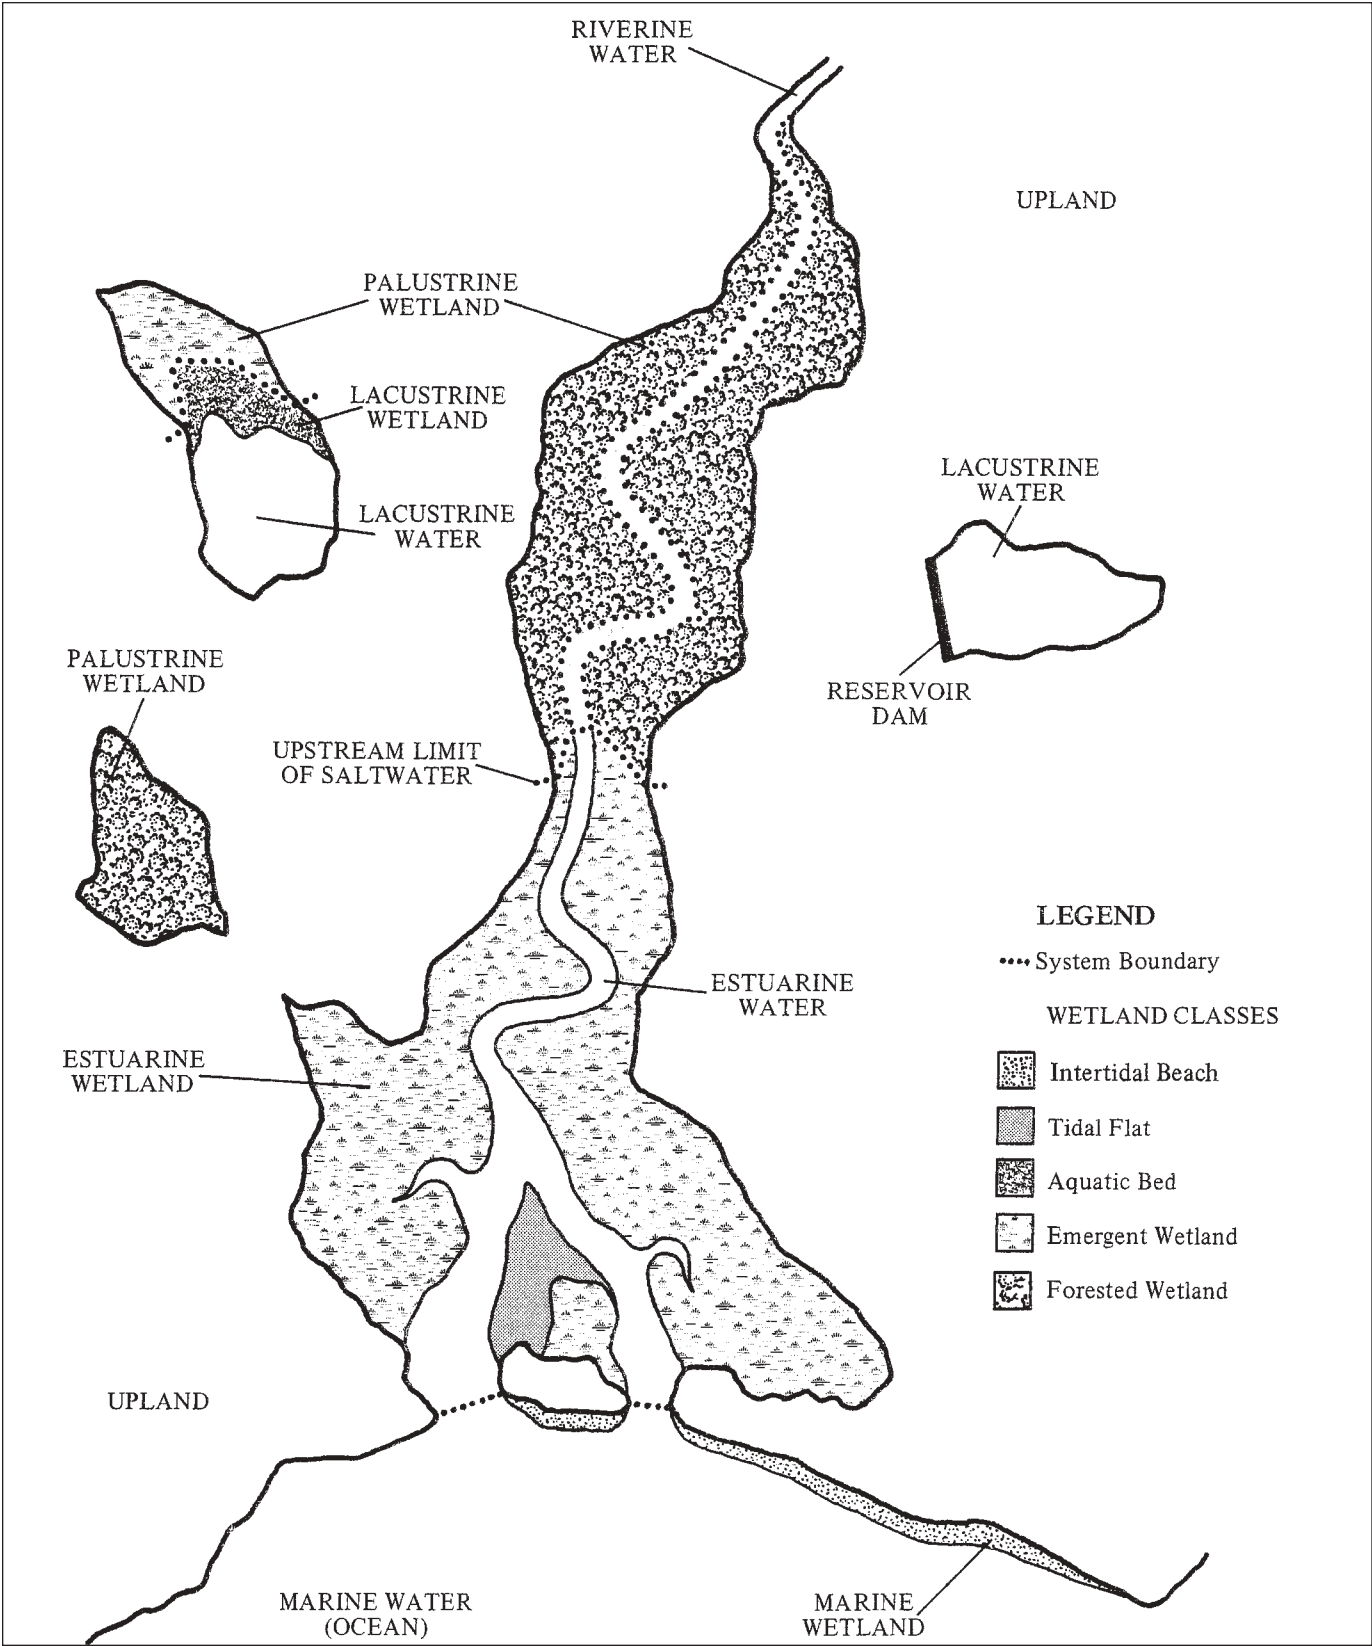 RIVERINE
WATER
UPLAND
PALUSTRINE
WETLAND
LACUSTRINE
WETLAND
LACUSTRINE
WATER
LACUSTRINE
WATER
RESERVOIR
DAM
PALUSTRINE
WETLAND
UPSTREAM LIMIT
OF SALTWATER
ESTUARINE
WATER
ESTUARINE
WETLAND
LEGEND
System Boundary
WETLAND CLASSES
Intertidal Beach
Tidal Flat
Aquatic Bed
Emergent Wetland
Forested Wetland
UPLAND
MARINE WATER
(OCEAN)
MARINE
WETLAND